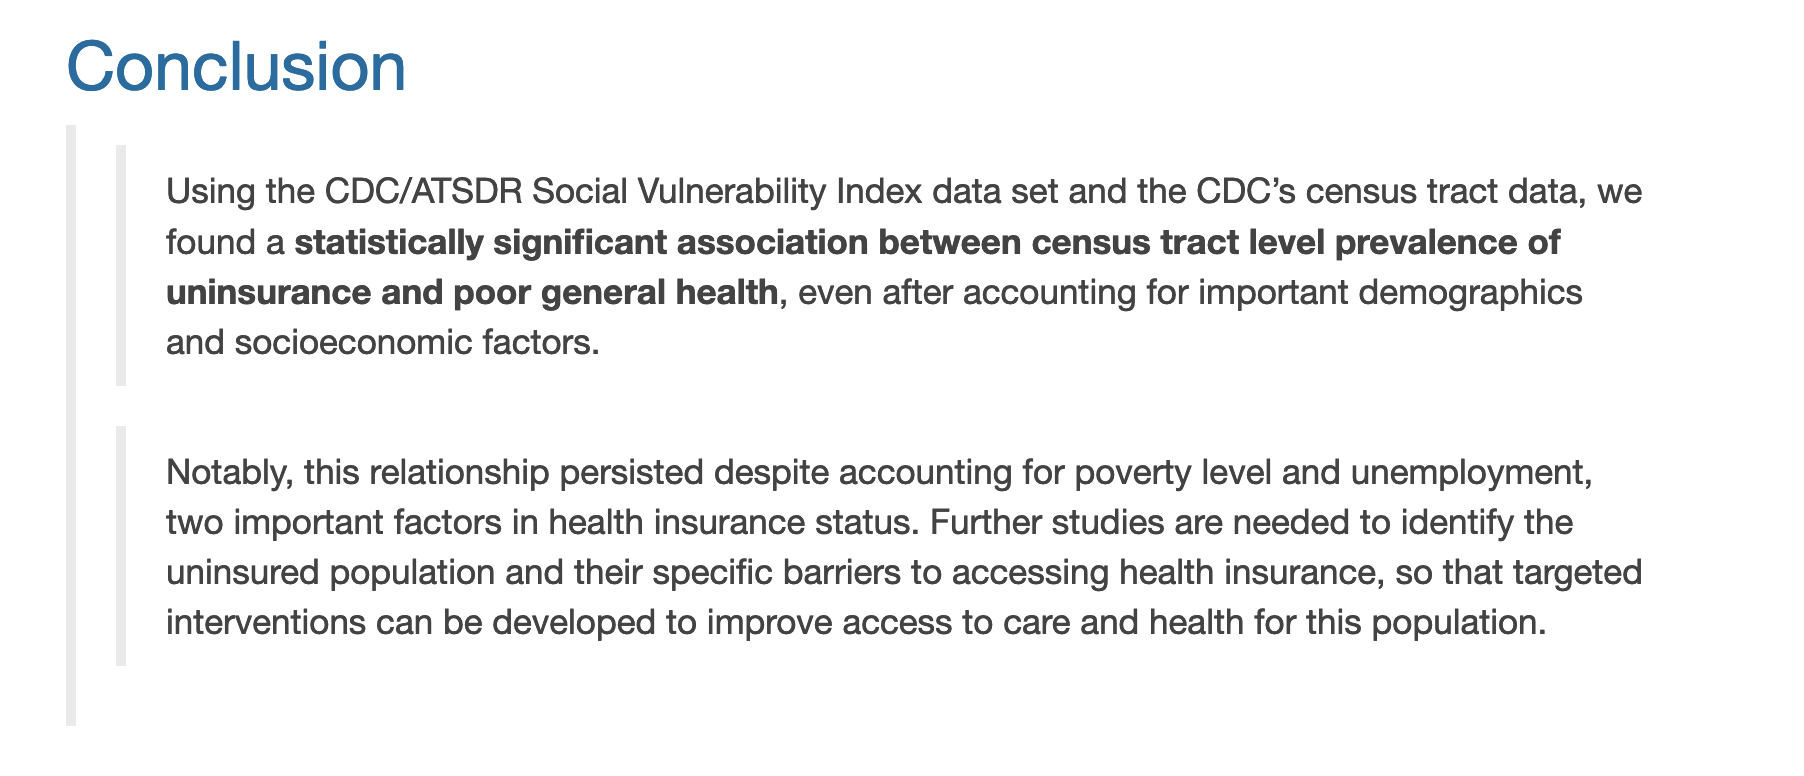 Conclusion
Using the CDC/ATSDR Social Vulnerability Index data set and the CDC’s census tract data, we
found a statistically significant association between census tract level prevalence of
uninsurance and poor general health, even after accounting for important demographics
and socioeconomic factors.
Notably, this relationship persisted despite accounting for poverty level and unemployment,
two important factors in health insurance status. Further studies are needed to identify the
uninsured population and their specific barriers to accessing health insurance, so that targeted
interventions can be developed to improve access to care and health for this population.